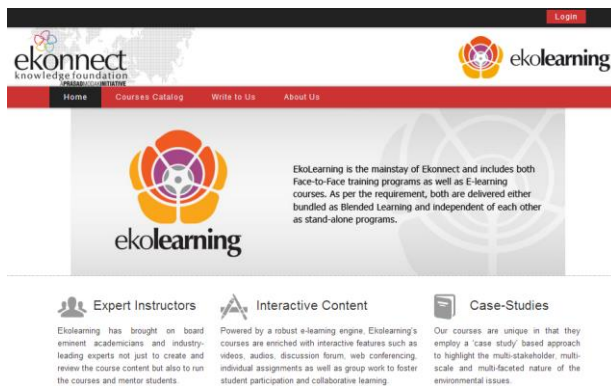 Login
ekonnect
knowledge foundation
A PRASAD MODAK INITIATIVE
ekolearning
Home Courses Catalog Write to Us About Us
EkoLearning is the mainstay of Ekonnect and includes both
Face-to-Face training programs as well as E-learning
courses. As per the requirement, both are delivered either
bundled as Blended Learning and independent of each other
as stand-alone programs.
ekolearning
Expert Instructors
Ekolearning has brought on board
eminent academicians and industry-
leading experts not just to create and
review the course content but also to run
the courses and mentor students.
Interactive Content
Powered by a robust e-learning engine, Ekolearning's
courses are enriched with interactive features such as
videos, audios, discussion forum, web conferencing,
individual assignments as well as group work to foster
student participation and collaborative learning.
Case-Studies
Our courses are unique in that they
employ a 'case study' based approach
to highlight the multi-stakeholder, multi-
scale and multi-faceted nature of the
environmental issues.